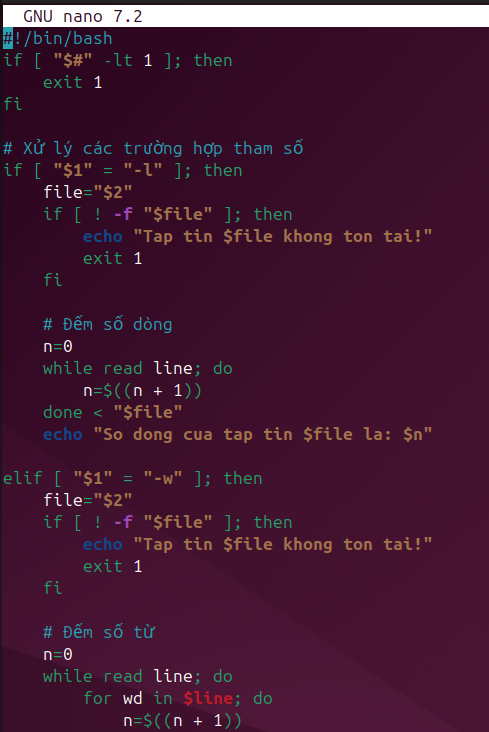 GNU nano 7.2
#!/bin/bash
if [ "$#" -lt 1 ]; then
    exit 1
fi

# Xử lý các trường hợp tham số
if [ "$1" = "-l" ]; then
    file="$2"
    if [ ! -f "$file" ]; then
        echo "Tap tin $file khong ton tai!"
        exit 1
    fi

    # Đếm số dòng
    n=0
    while read line; do
        n=$((n + 1))
    done < "$file"
    echo "So dong cua tap tin $file la: $n"

elif [ "$1" = "-w" ]; then
    file="$2"
    if [ ! -f "$file" ]; then
        echo "Tap tin $file khong ton tai!"
        exit 1
    fi

    # Đếm số từ
    n=0
    while read line; do
        for wd in $line; do
            n=$((n + 1))